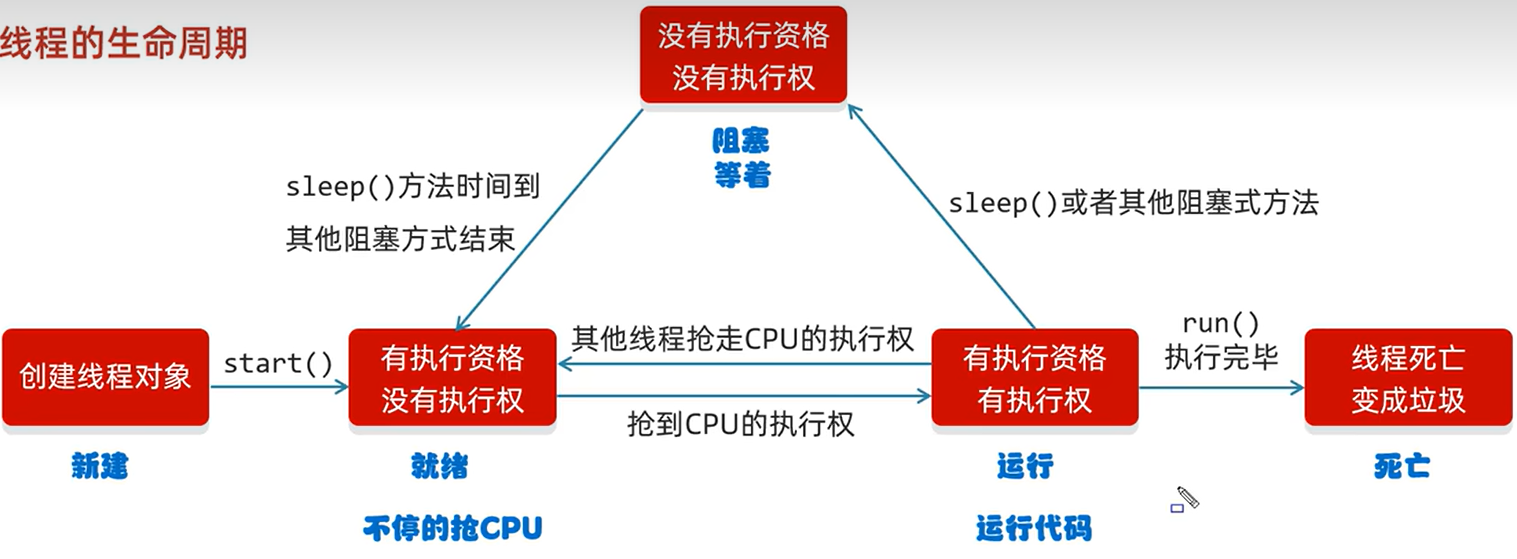 线程的生命周期
没有执行资格
没有执行权
阻塞
等着
sleep()方法时间到
其他阻塞方式结束
sleep()或者其他阻塞式方法
创建线程对象
新建
start()
有执行资格
没有执行权
就绪
不停的抢CPU
其他线程抢走CPU的执行权
抢到CPU的执行权
有执行资格
有执行权
运行
运行代码
run()
执行完毕
线程死亡
变成垃圾
死亡